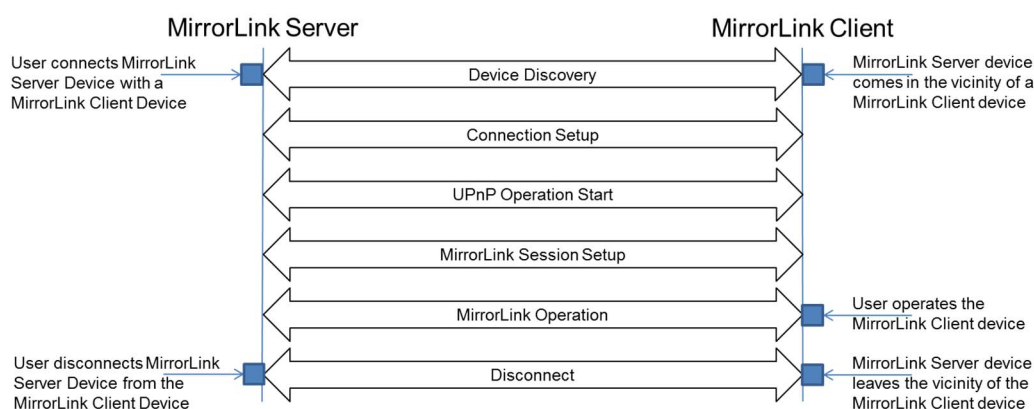 MirrorLink Server
MirrorLink Client
User connects MirrorLink
Server Device with a
MirrorLink Client Device
Device Discovery
MirrorLink Server device
comes in the vicinity of a
MirrorLink Client device
Connection Setup
UPnP Operation Start
MirrorLink Session Setup
MirrorLink Operation
User operates the
MirrorLink Client device
User disconnects MirrorLink
Server Device from the
MirrorLink Client Device
Disconnect
MirrorLink Server device
leaves the vicinity of the
MirrorLink Client device